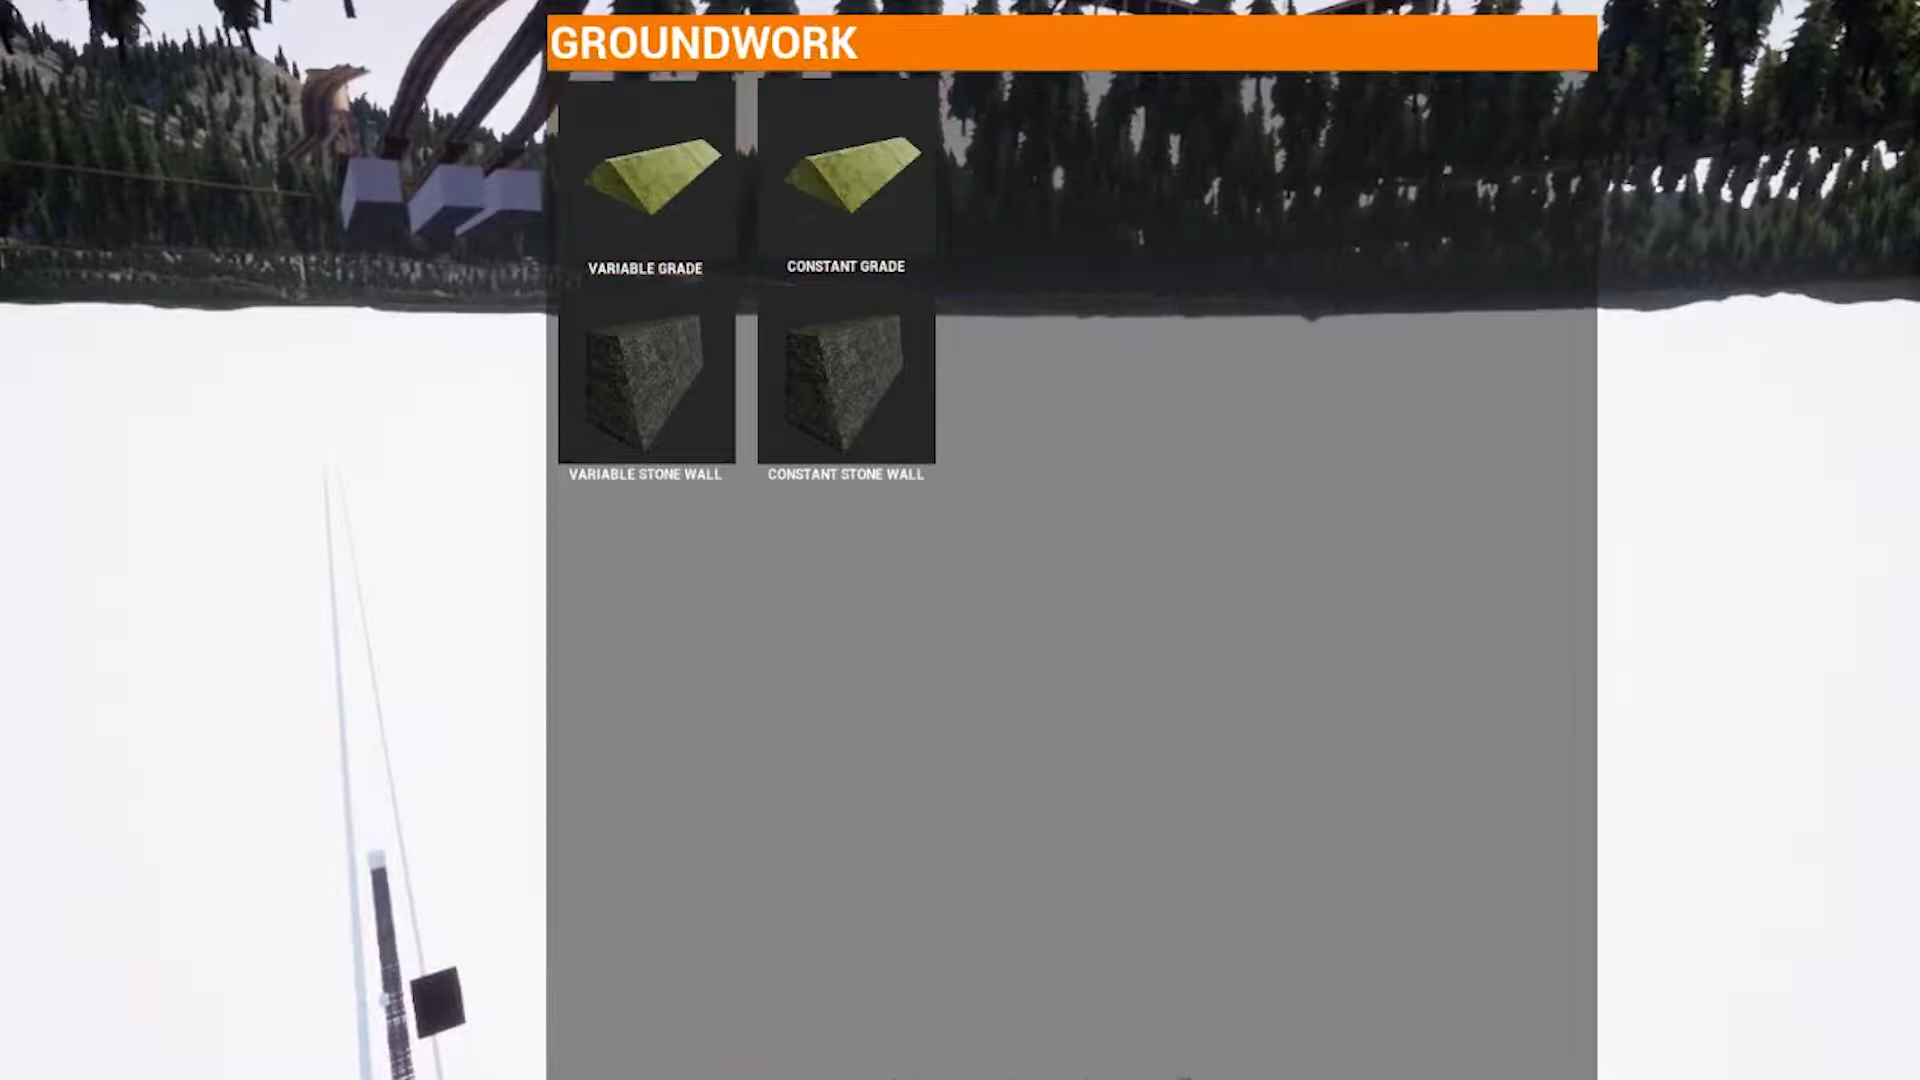 GROUNDWORK
VARIABLE GRADE
CONSTANT GRADE
VARIABLE STONE WALL
CONSTANT STONE WALL